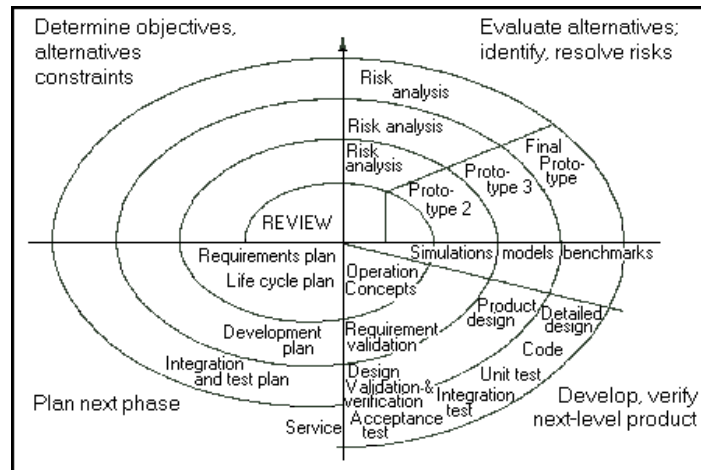 Determine objectives,
alternatives
constraints
Evaluate alternatives;
identify, resolve risks
Risk
analysis
Risk analysis
Risk
analysis
Final
Proto-
type
Proto-
type 3
Proto-
type 2
REVIEW
Requirements plan
Life cycle plan
Simulations
models
benchmarks
Operation
Concepts
Development
plan
Requirement
validation
Product
design
Detailed
design
Integration
and test plan
Design
Validation-&
verification
Code
Unit test
Integration
test
Acceptance
test
Service
Plan next phase
Develop, verify
next-level product